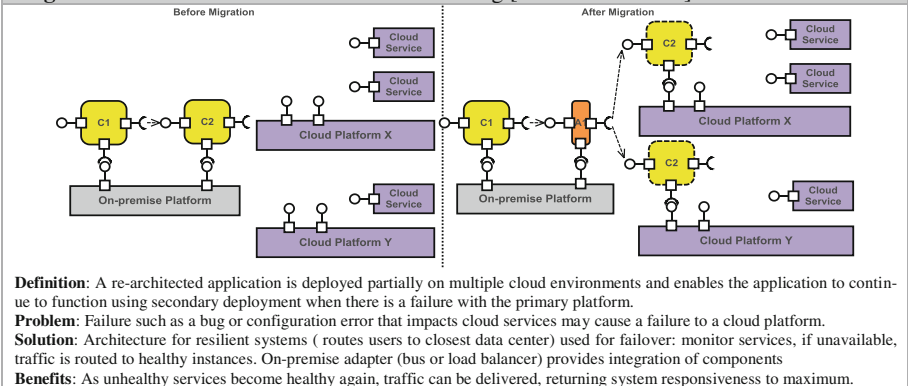 Before Migration
After Migration
Cloud Service
Cloud Service
C1
C2
Cloud Platform X
On-premise Platform
Cloud Service
Cloud Platform Y
C2
Cloud Service
Cloud Service
C1
A1
Cloud Platform X
C2
On-premise Platform
Cloud Service
Cloud Platform Y
Definition: A re-architected application is deployed partially on multiple cloud environments and enables the application to contin-
ue to function using secondary deployment when there is a failure with the primary platform.
Problem: Failure such as a bug or configuration error that impacts cloud services may cause a failure to a cloud platform.
Solution: Architecture for resilient systems ( routes users to closest data center) used for failover: monitor services, if unavailable,
traffic is routed to healthy instances. On-premise adapter (bus or load balancer) provides integration of components
Benefits: As unhealthy services become healthy again, traffic can be delivered, returning system responsiveness to maximum.